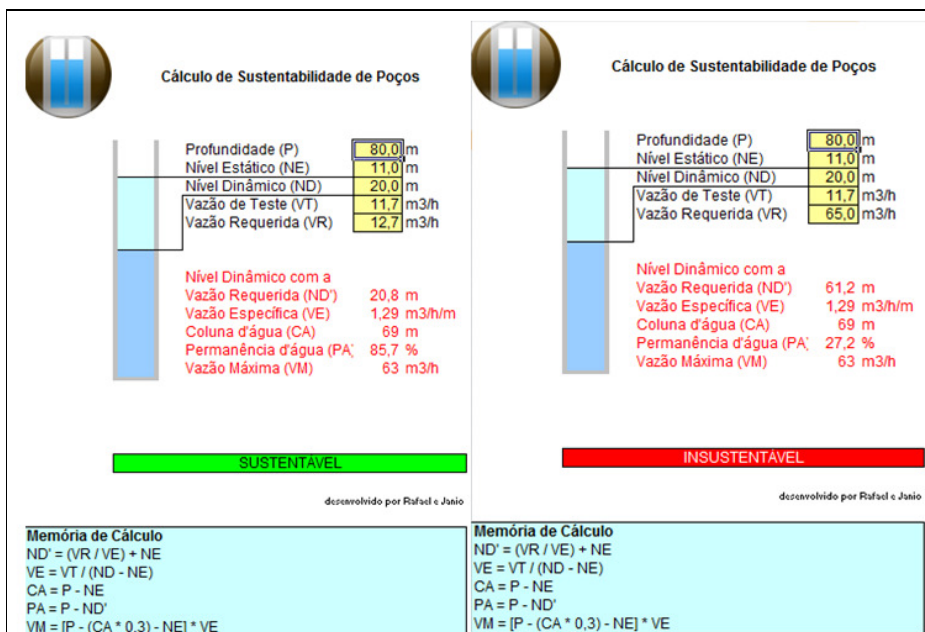 Cálculo de Sustentabilidade de Poços
Profundidade (P) 80,0 m
Nível Estático (NE) 11,0 m
Nível Dinâmico (ND) 20,0 m
Vazão de Teste (VT) 11,7 m3/h
Vazão Requerida (VR) 12,7 m3/h
Nível Dinâmico com a
Vazão Requerida (ND') 20,8 m
Vazão Específica (VE) 1,29 m3/h/m
Coluna d'água (CA) 69 m
Permanência d'água (PA) 85,7 %
Vazão Máxima (VM) 63 m3/h
SUSTENTÁVEL
desenvolvido por Rafael e Janio
Memória de Cálculo
ND' = (VR / VE) + NE
VE = VT / (ND - NE)
CA = P - NE
PA = P - ND'
VM = [P - (CA * 0,3) - NE] * VE
Cálculo de Sustentabilidade de Poços
Profundidade (P) 80,0 m
Nível Estático (NE) 11,0 m
Nível Dinâmico (ND) 20,0 m
Vazão de Teste (VT) 11,7 m3/h
Vazão Requerida (VR) 65,0 m3/h
Nível Dinâmico com a
Vazão Requerida (ND') 61,2 m
Vazão Específica (VE) 1,29 m3/h/m
Coluna d'água (CA) 69 m
Permanência d'água (PA) 27,2 %
Vazão Máxima (VM) 63 m3/h
INSUSTENTÁVEL
desenvolvido por Rafael e Janio
Memória de Cálculo
ND' = (VR / VE) + NE
VE = VT / (ND - NE)
CA = P - NE
PA = P - ND'
VM = [P - (CA * 0,3) - NE] * VE